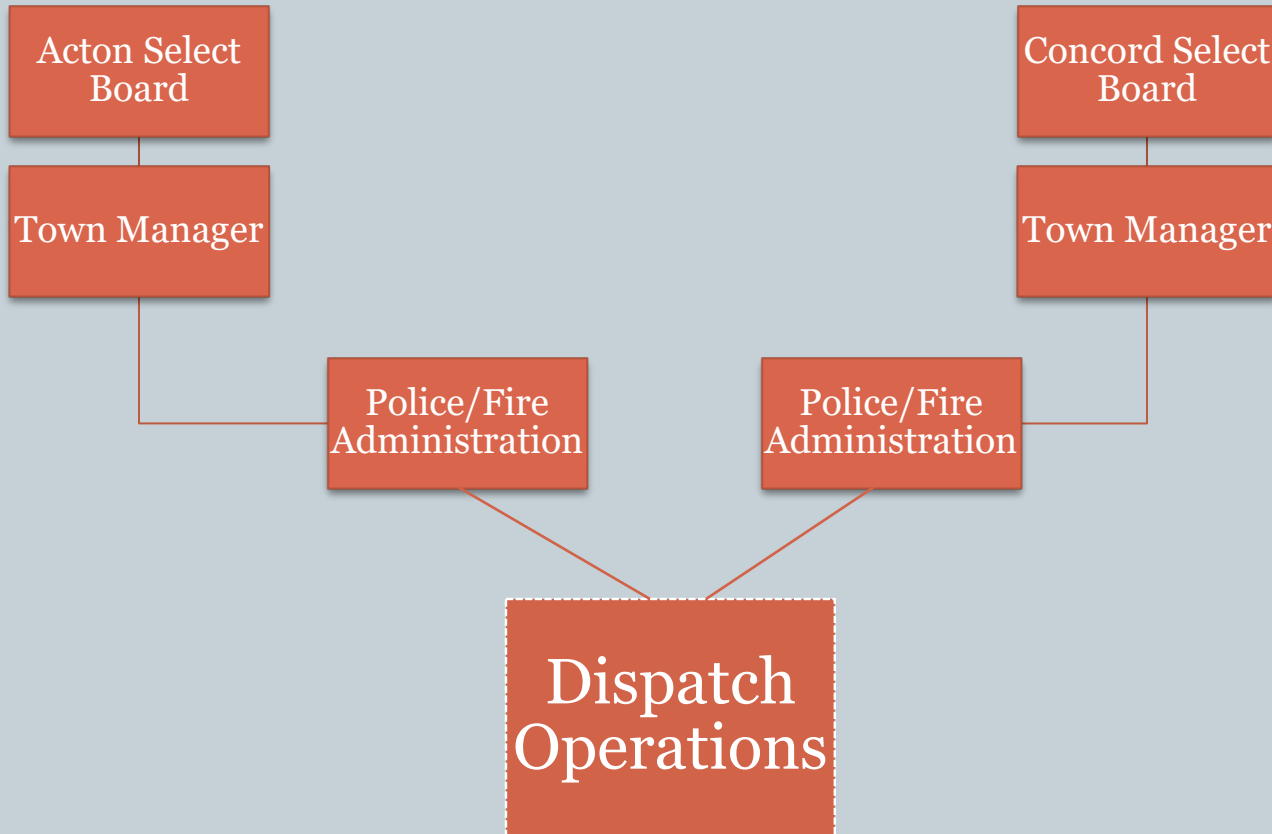 Acton Select
Board
Concord Select
Board
Town Manager
Town Manager
Police/Fire
Administration
Police/Fire
Administration
Dispatch
Operations